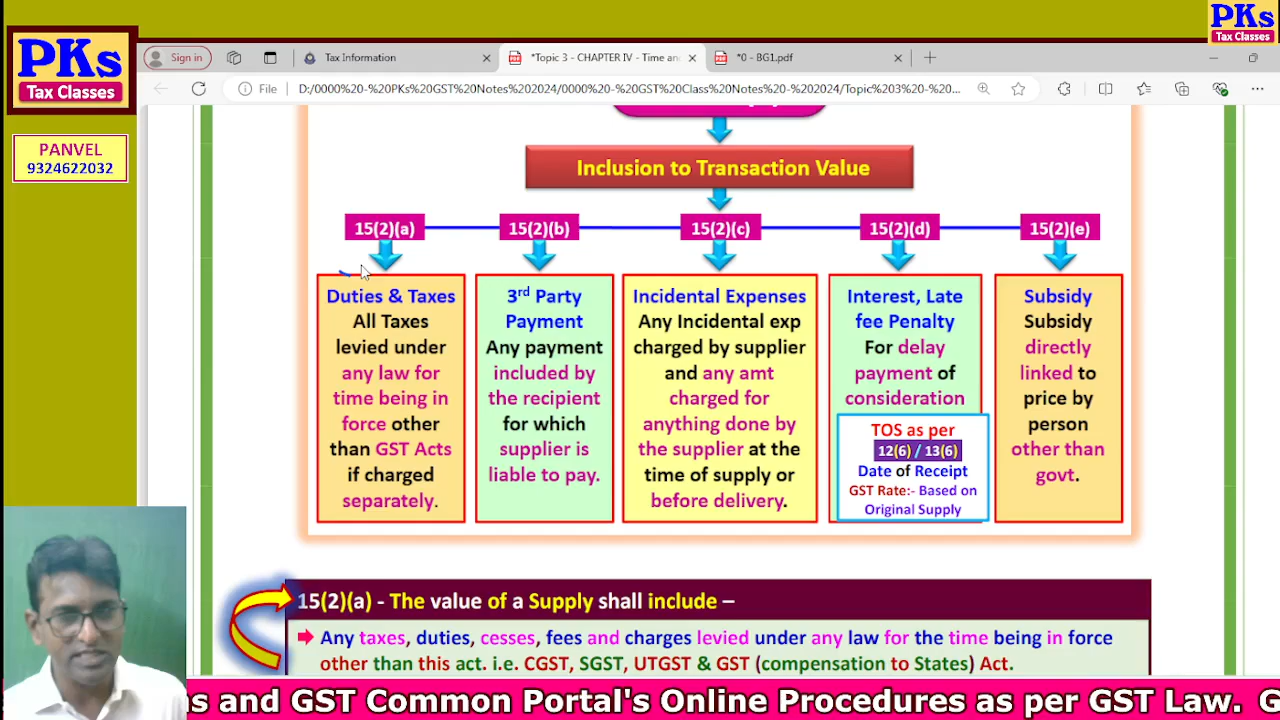 PKs
Tax Classes
PKs
Tax Classes
PANVEL
9324622032
Sign in
Tax Information
*Topic 3 - CHAPTER IV - Time an
*0 - BG1.pdf
File
D:/0000%20-%20PKs%20GST%20Notes%202024/0000%20-%20GST%20Class%20Notes%20-%202024/Topic%203%20-%20...
Inclusion to Transaction Value
15(2)(a)
15(2)(b)
15(2)(c)
15(2)(d)
15(2)(e)
Duties & Taxes
All Taxes
levied under
any law for
time being in
force other
than GST Acts
if charged
separately.
3rd Party
Payment
Any payment
included by
the recipient
for which
supplier is
liable to pay.
Incidental Expenses
Any Incidental exp
charged by supplier
and any amt
charged for
anything done by
the supplier at the
time of supply or
before delivery.
Interest, Late
fee Penalty
For delay
payment of
consideration
TOS as per
12(6) / 13(6)
Date of Receipt
GST Rate:- Based on
Original Supply
Subsidy
Subsidy
directly
linked to
price by
person
other than
govt.
15(2)(a) - The value of a Supply shall include –
Any taxes, duties, cesses, fees and charges levied under any law for the time being in force
other than this act. i.e. CGST, SGST, UTGST & GST (compensation to States) Act.
ns and GST Common Portal's Online Procedures as per GST Law. G